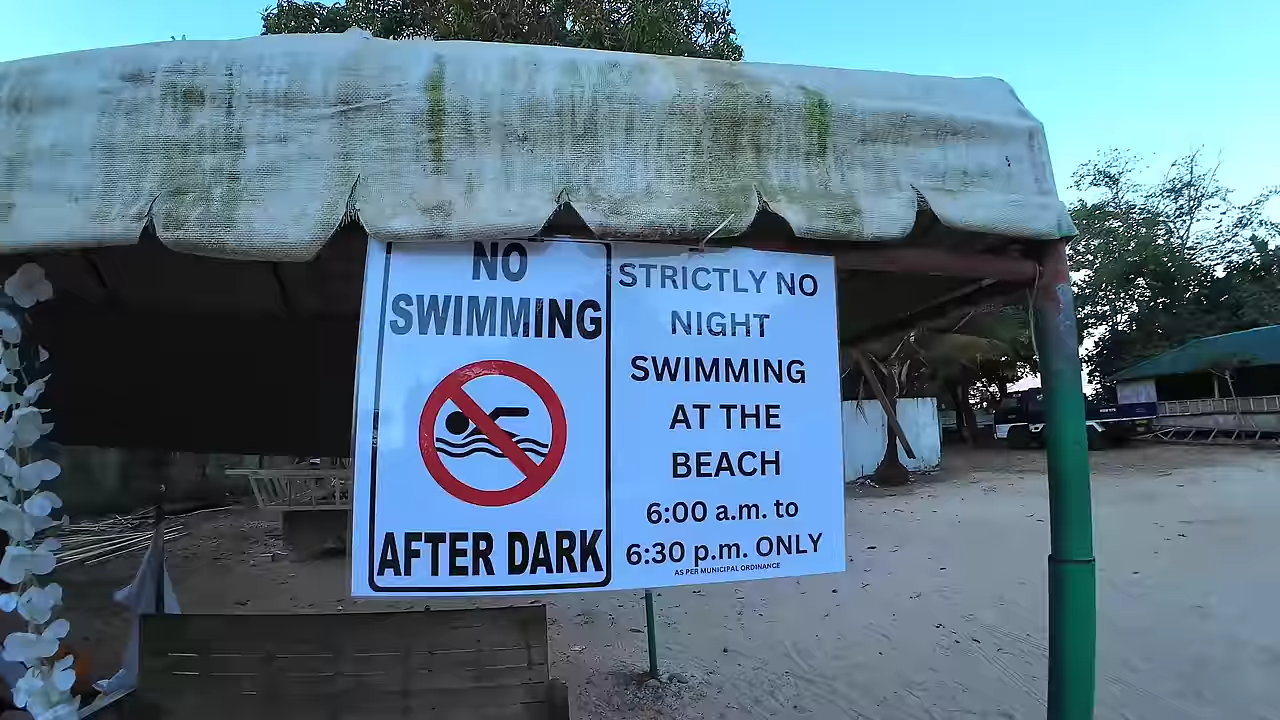 NO
SWIMMING
AFTER DARK
STRICTLY NO
NIGHT
SWIMMING
AT THE
BEACH
6:00 a.m. to
6:30 p.m. ONLY
AS PER MUNICIPAL ORDINANCE